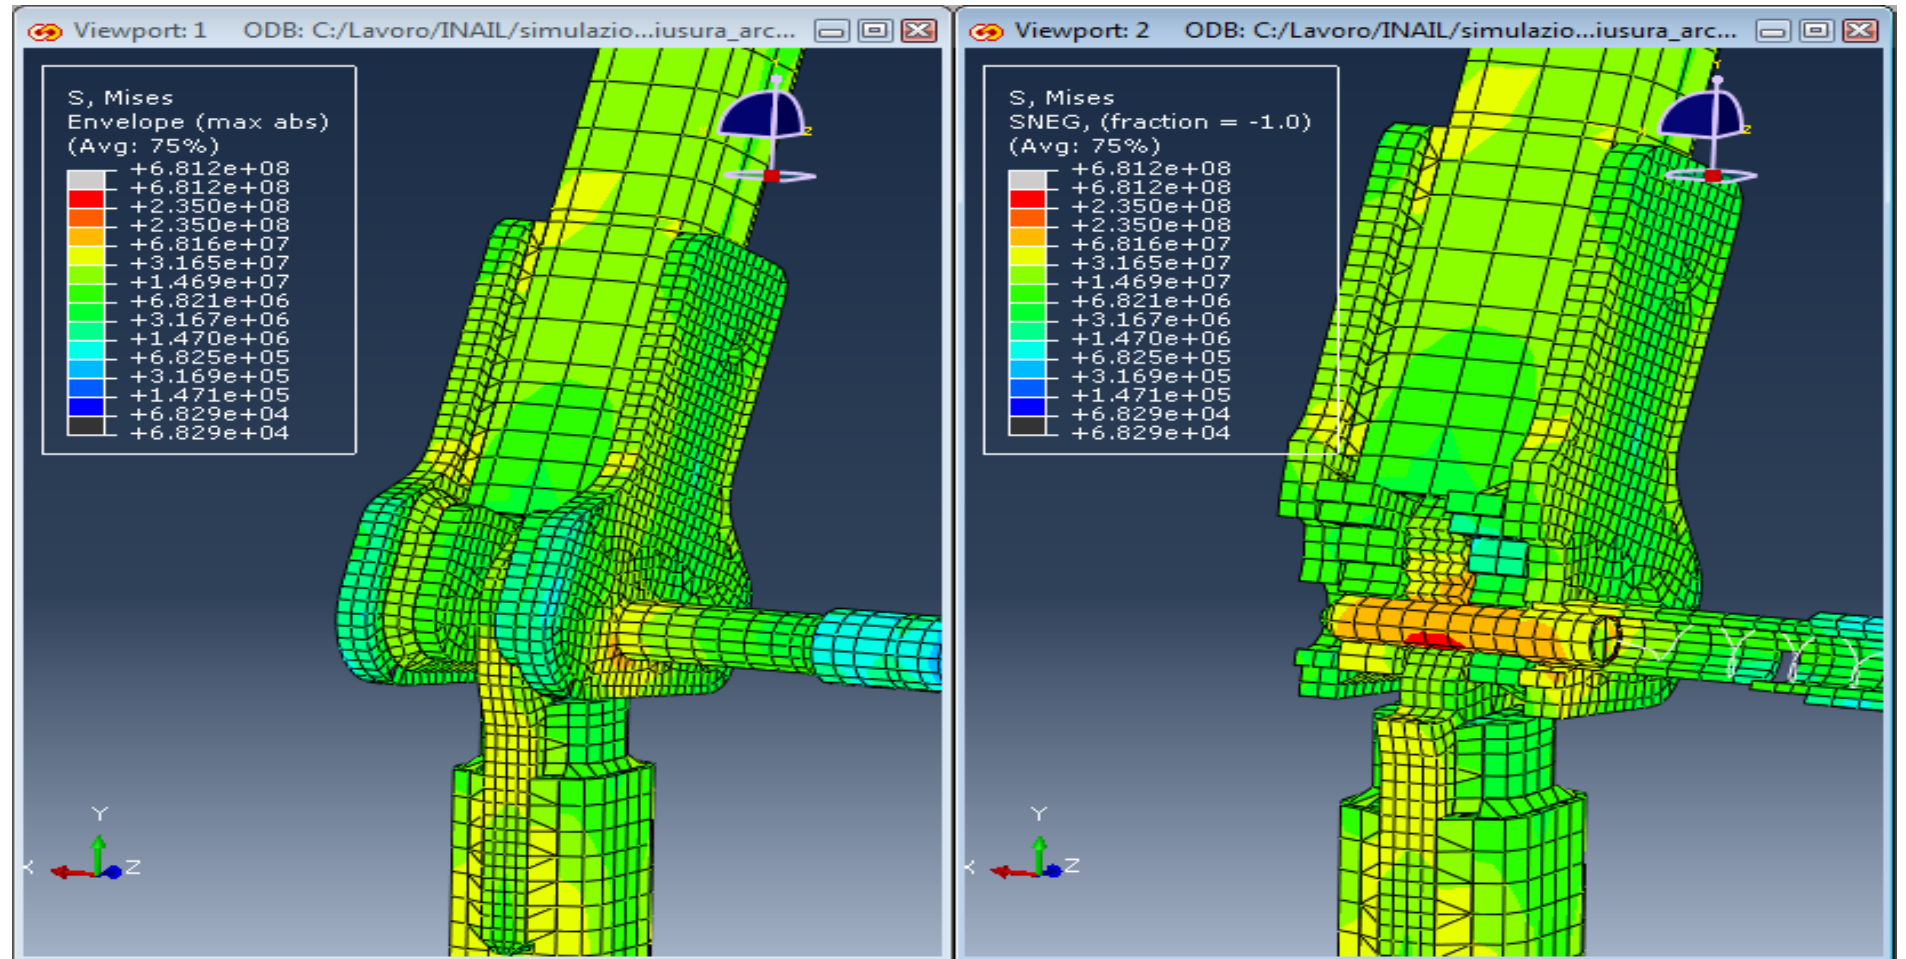 Viewport: 1 ODB: C:/Lavoro/INAIL/simulazio...iusura_arc...
S, Mises
Envelope (max abs)
(Avg: 75%)
+6.812e+08
+6.812e+08
+2.350e+08
+2.350e+08
+6.816e+07
+3.165e+07
+1.469e+07
+6.821e+06
+3.167e+06
+1.470e+06
+6.825e+05
+3.169e+05
+1.471e+05
+6.829e+04
+6.829e+04
Y
Z
Y
X
Z
Viewport: 2 ODB: C:/Lavoro/INAIL/simulazio...iusura_arc...
S, Mises
SNEG, (fraction = -1.0)
(Avg: 75%)
+6.812e+08
+6.812e+08
+2.350e+08
+2.350e+08
+6.816e+07
+3.165e+07
+1.469e+07
+6.821e+06
+3.167e+06
+1.470e+06
+6.825e+05
+3.169e+05
+1.471e+05
+6.829e+04
+6.829e+04
Y
Z
Y
X
Z